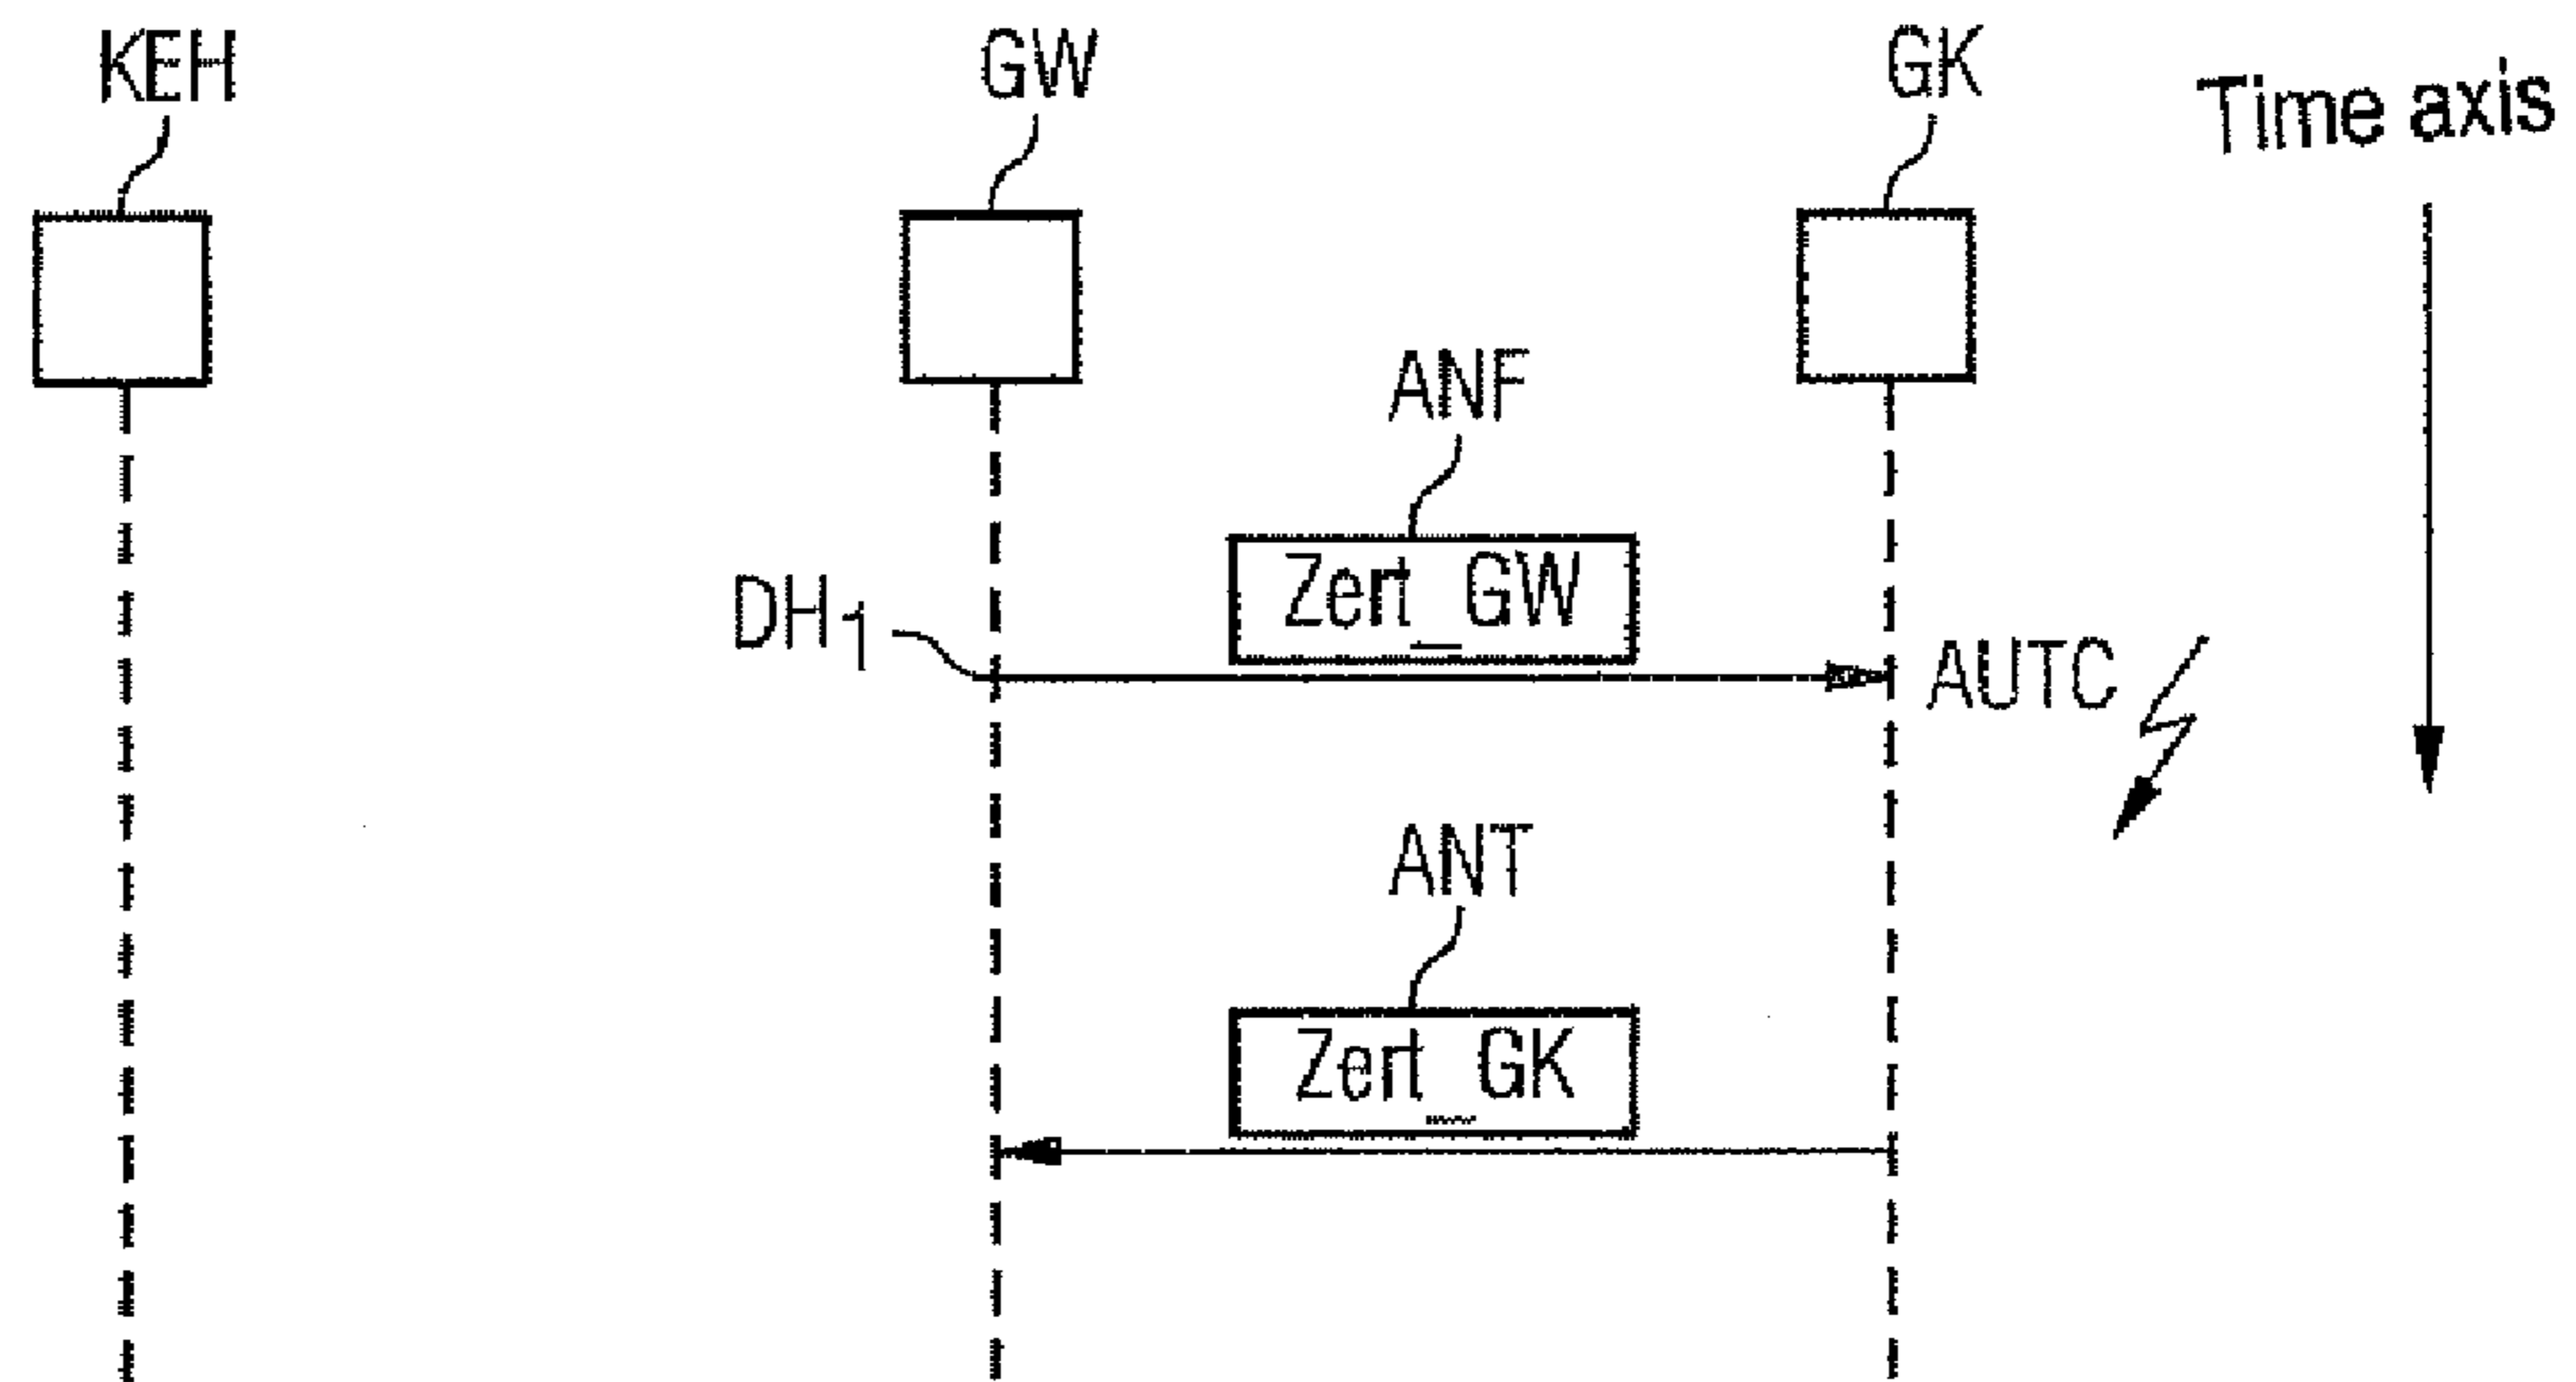 KEH
GW
GK
Time axis
ANF
Zert_GW
DH1
AUTC
ANT
Zert_GK